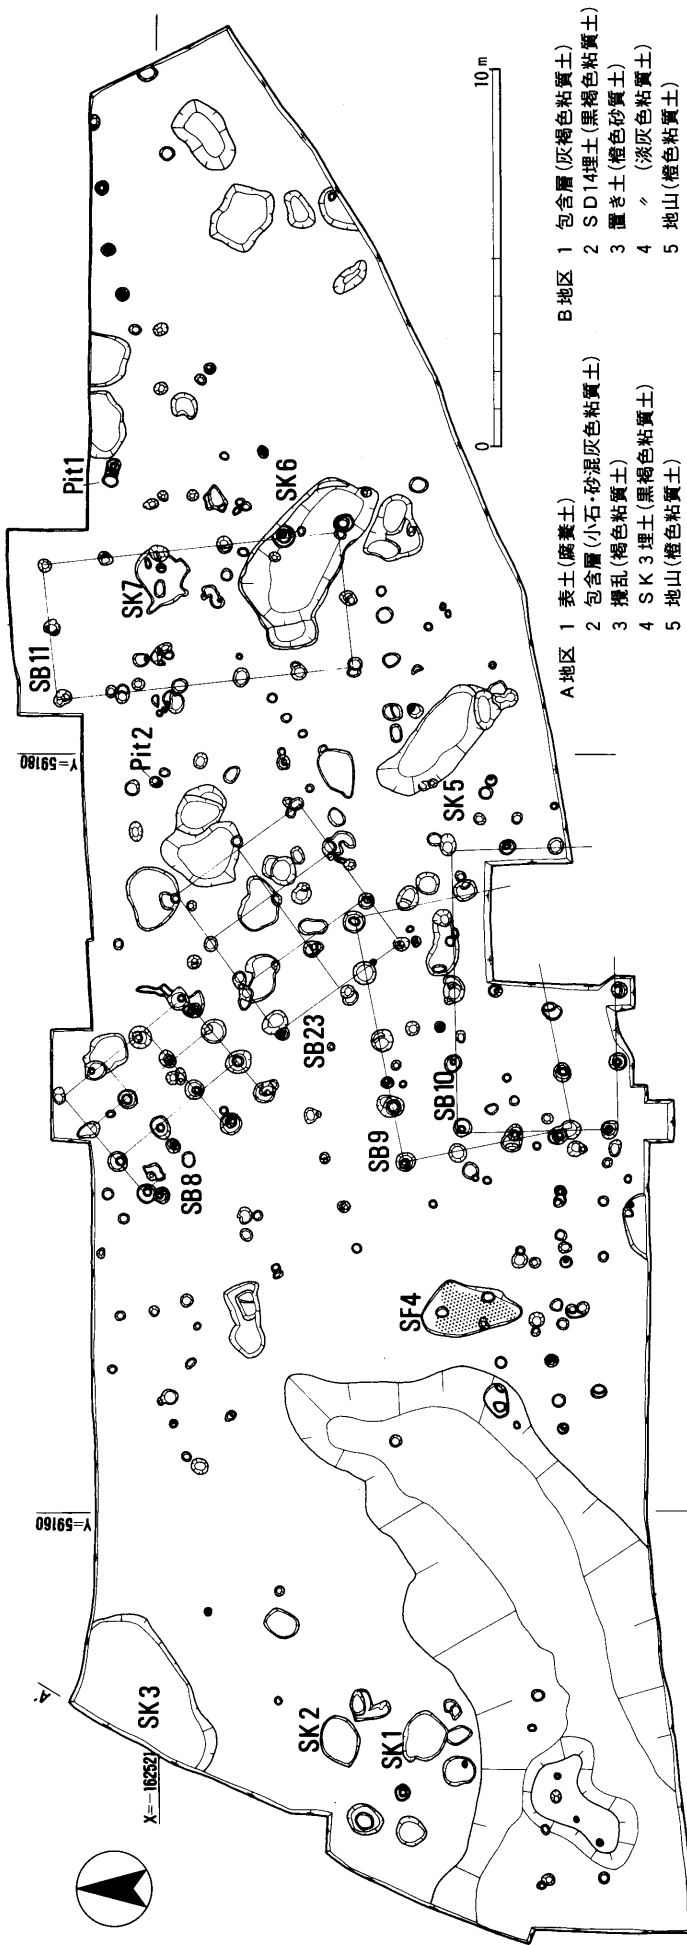 A地区 1 表土(腐養土)
2 包含層(小石・砂混灰色粘質土)
3 攪乱(褐色粘質土)
4 SK3埋土(黒褐色粘質土)
5 地山(橙色粘質土)
B地区 1 包含層(灰褐色粘質土)
2 SD14埋土(黒褐色粘質土)
3 置き土(橙色砂質土)
4 〃 (淡灰色粘質土)
5 地山(橙色粘質土)
0
10m
A'
X=-162521
Y=59160
Y=59180
SK3
SK2
SK1
SF4
SB8
SB9
SB10
SB23
Pit2
SK5
SB11
SK7
SK6
Pit1